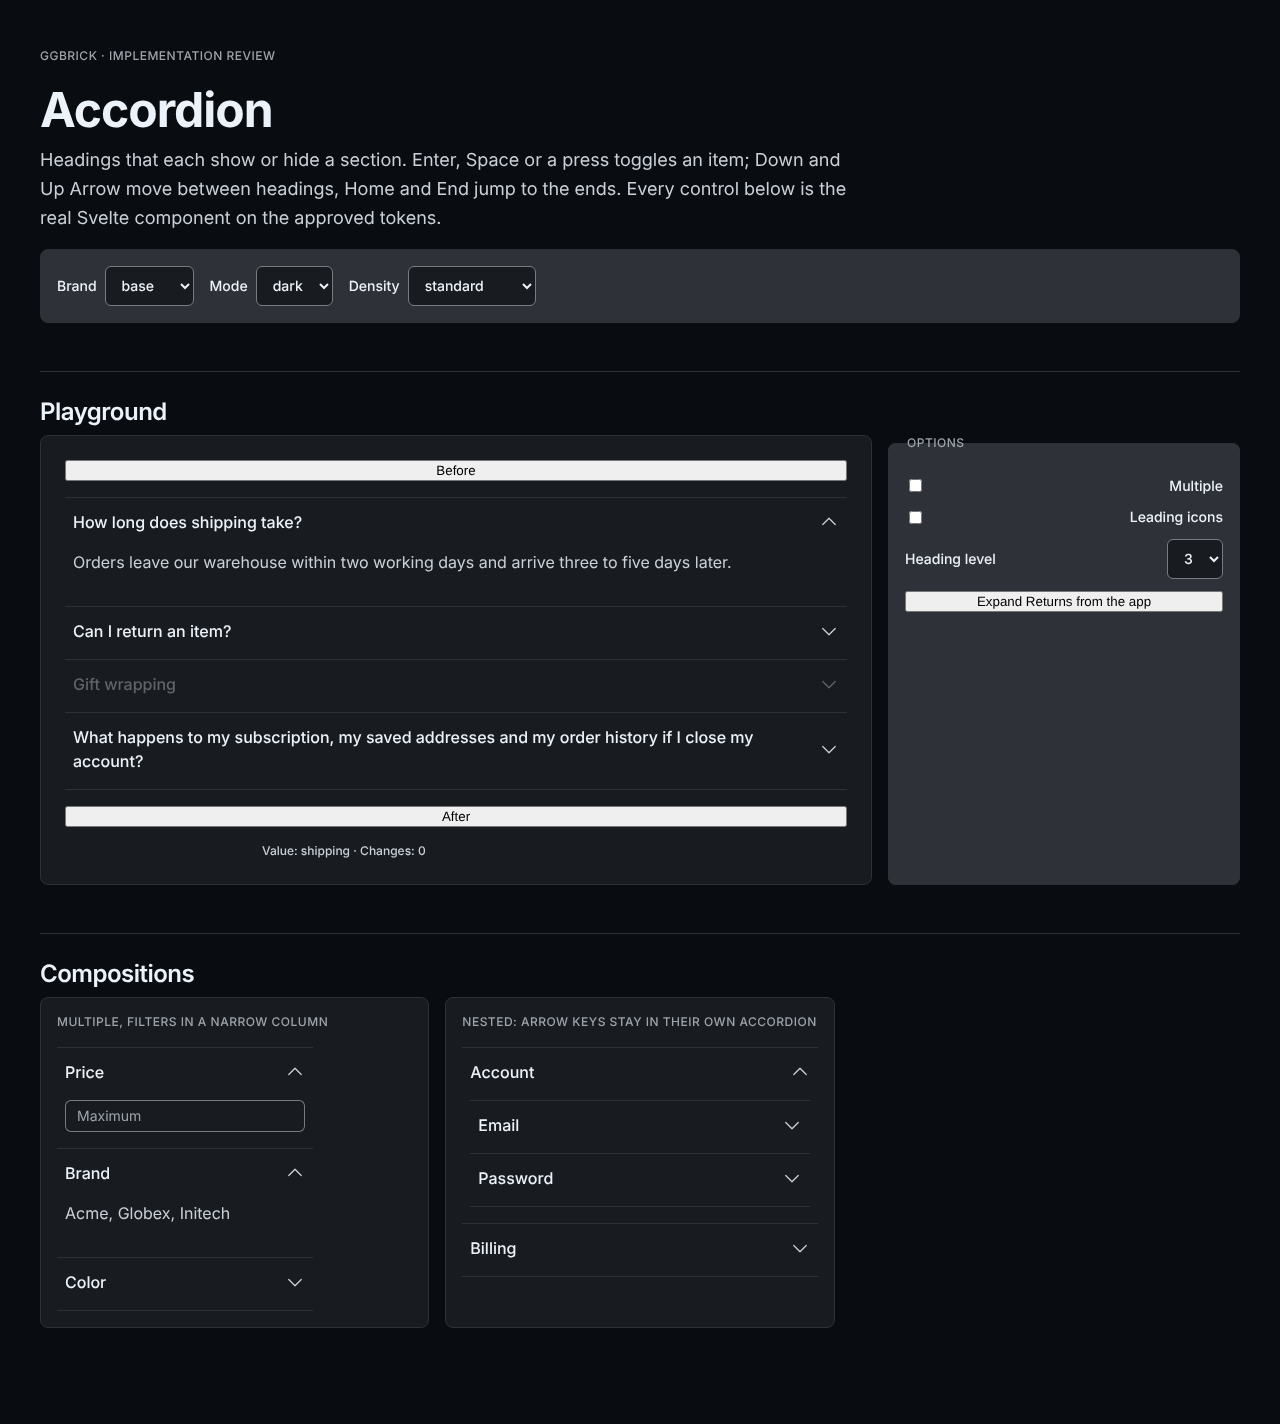 GGBRICK · IMPLEMENTATION REVIEW
Accordion
Headings that each show or hide a section. Enter, Space or a press toggles an item; Down and
Up Arrow move between headings, Home and End jump to the ends. Every control below is the
real Svelte component on the approved tokens.
Brand base Mode dark Density standard
Playground
Before
How long does shipping take?
Orders leave our warehouse within two working days and arrive three to five days later.
Can I return an item?
Gift wrapping
What happens to my subscription, my saved addresses and my order history if I close my
account?
After
Value: shipping · Changes: 0
OPTIONS
Multiple
Leading icons
Heading level 3
Expand Returns from the app
Compositions
MULTIPLE, FILTERS IN A NARROW COLUMN
Price
Maximum
Brand
Acme, Globex, Initech
Color
NESTED: ARROW KEYS STAY IN THEIR OWN ACCORDION
Account
Email
Password
Billing